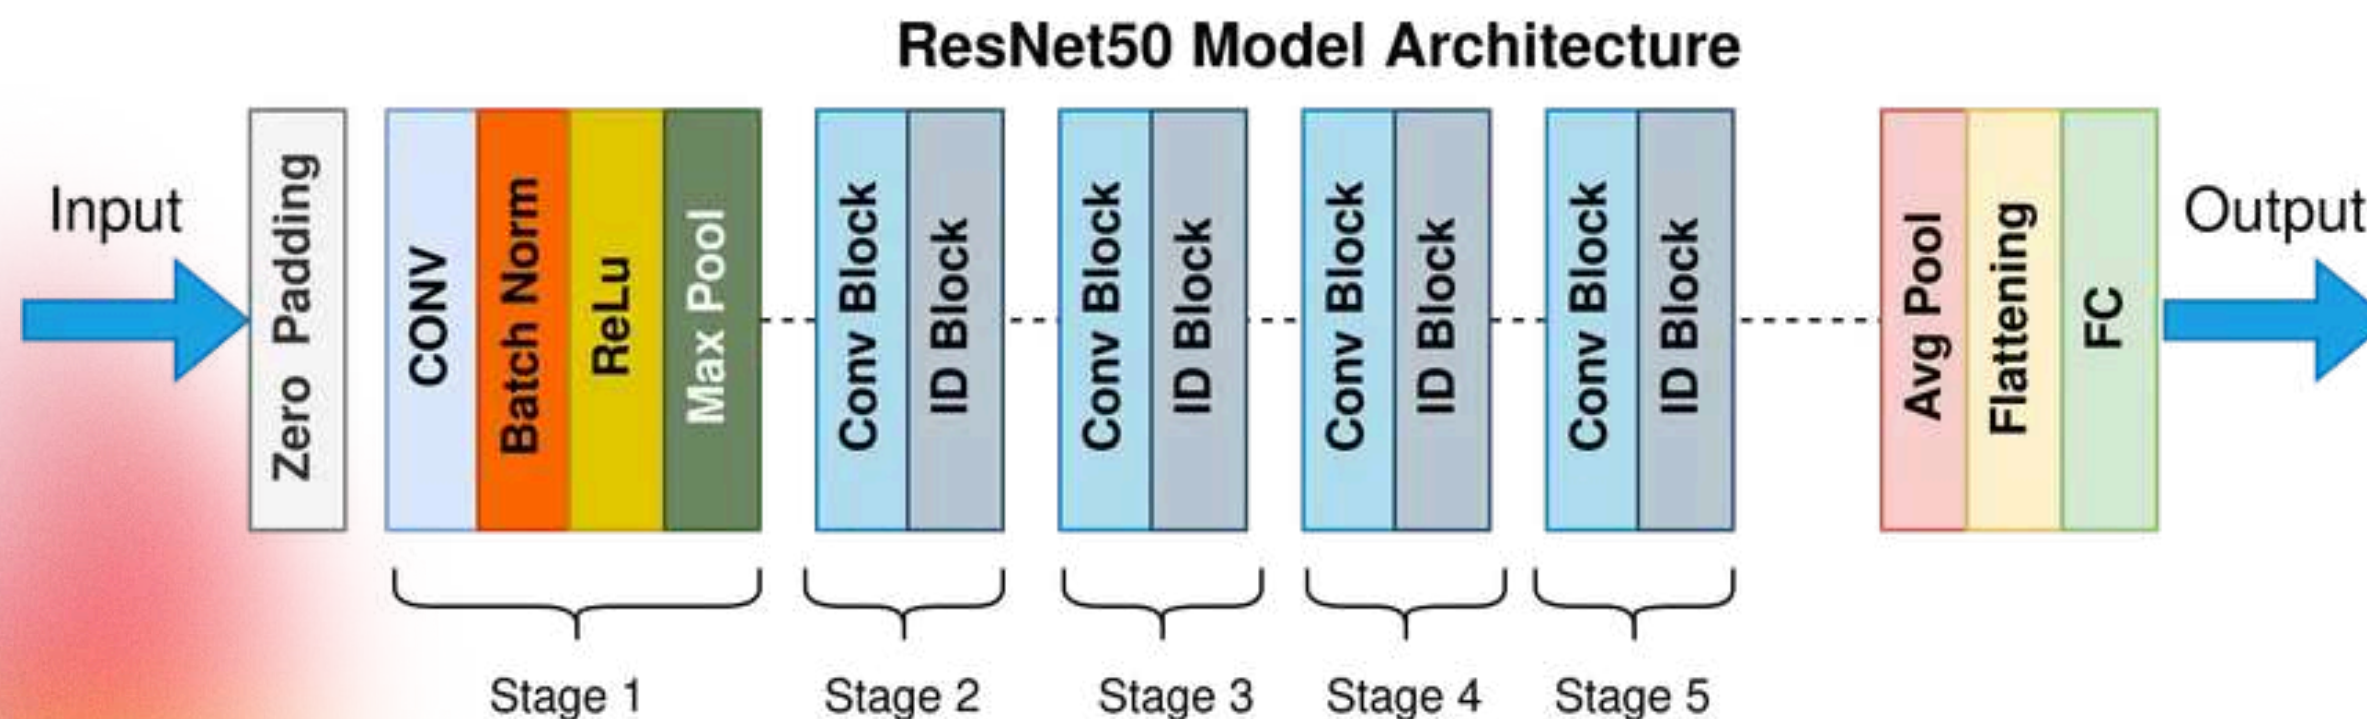 ResNet50 Model Architecture
Input
Zero Padding
CONV
Batch Norm
ReLu
Max Pool
Conv Block
ID Block
Conv Block
ID Block
Conv Block
ID Block
Conv Block
ID Block
Avg Pool
Flattening
FC
Output
Stage 1
Stage 2
Stage 3
Stage 4
Stage 5